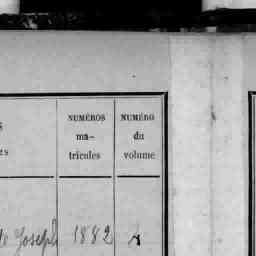 NUMÉROS
ma-
tricules
NUMÉRO
du
volume
Joseph 1882